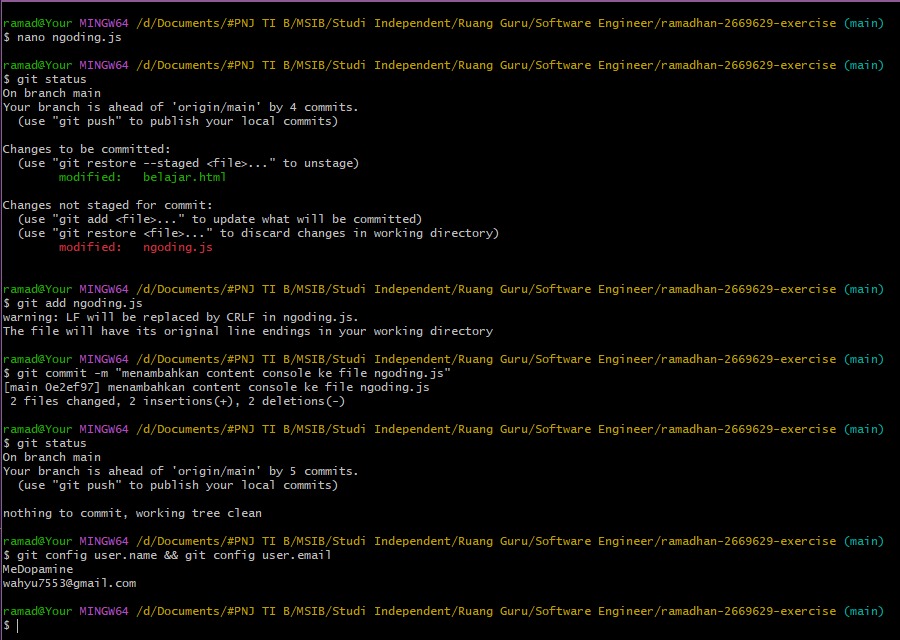 ramad@Your MINGW64 /d/Documents/#PNJ TI B/MSIB/Studi Independent/Ruang Guru/Software Engineer/ramadhan-2669629-exercise (main)
$ nano ngoding.js
ramad@Your MINGW64 /d/Documents/#PNJ TI B/MSIB/Studi Independent/Ruang Guru/Software Engineer/ramadhan-2669629-exercise (main)
$ git status
On branch main
Your branch is ahead of 'origin/main' by 4 commits.
(use "git push" to publish your local commits)
Changes to be committed:
(use "git restore --staged <file>..." to unstage)
modified: belajar.html
Changes not staged for commit:
(use "git add <file>..." to update what will be committed)
(use "git restore <file>..." to discard changes in working directory)
modified: ngoding.js
ramad@Your MINGW64 /d/Documents/#PNJ TI B/MSIB/Studi Independent/Ruang Guru/Software Engineer/ramadhan-2669629-exercise (main)
$ git add ngoding.js
warning: LF will be replaced by CRLF in ngoding.js.
The file will have its original line endings in your working directory
ramad@Your MINGW64 /d/Documents/#PNJ TI B/MSIB/Studi Independent/Ruang Guru/Software Engineer/ramadhan-2669629-exercise (main)
$ git commit -m "menambahkan content console ke file ngoding.js"
[main 0e2ef97] menambahkan content console ke file ngoding.js
2 files changed, 2 insertions(+), 2 deletions(-)
ramad@Your MINGW64 /d/Documents/#PNJ TI B/MSIB/Studi Independent/Ruang Guru/Software Engineer/ramadhan-2669629-exercise (main)
$ git status
On branch main
Your branch is ahead of 'origin/main' by 5 commits.
(use "git push" to publish your local commits)
nothing to commit, working tree clean
ramad@Your MINGW64 /d/Documents/#PNJ TI B/MSIB/Studi Independent/Ruang Guru/Software Engineer/ramadhan-2669629-exercise (main)
$ git config user.name && git config user.email
MeDopamine
wahyu7553@gmail.com
ramad@Your MINGW64 /d/Documents/#PNJ TI B/MSIB/Studi Independent/Ruang Guru/Software Engineer/ramadhan-2669629-exercise (main)
$